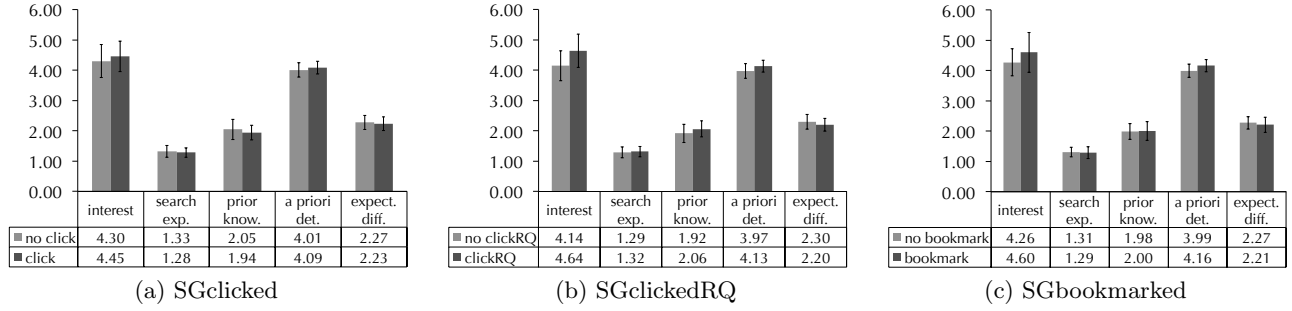 6.00
5.00
4.00
3.00
2.00
1.00
0.00
interest search exp. prior know. a priori det. expect. diff.
no click 4.30 1.33 2.05 4.01 2.27
click 4.45 1.28 1.94 4.09 2.23
(a) SGclicked
6.00
5.00
4.00
3.00
2.00
1.00
0.00
interest search exp. prior know. a priori det. expect. diff.
no clickRQ 4.14 1.29 1.92 3.97 2.30
clickRQ 4.64 1.32 2.06 4.13 2.20
(b) SGclickedRQ
6.00
5.00
4.00
3.00
2.00
1.00
0.00
interest search exp. prior know. a priori det. expect. diff.
no bookmark 4.26 1.31 1.98 3.99 2.27
bookmark 4.60 1.29 2.00 4.16 2.21
(c) SGbookmarked